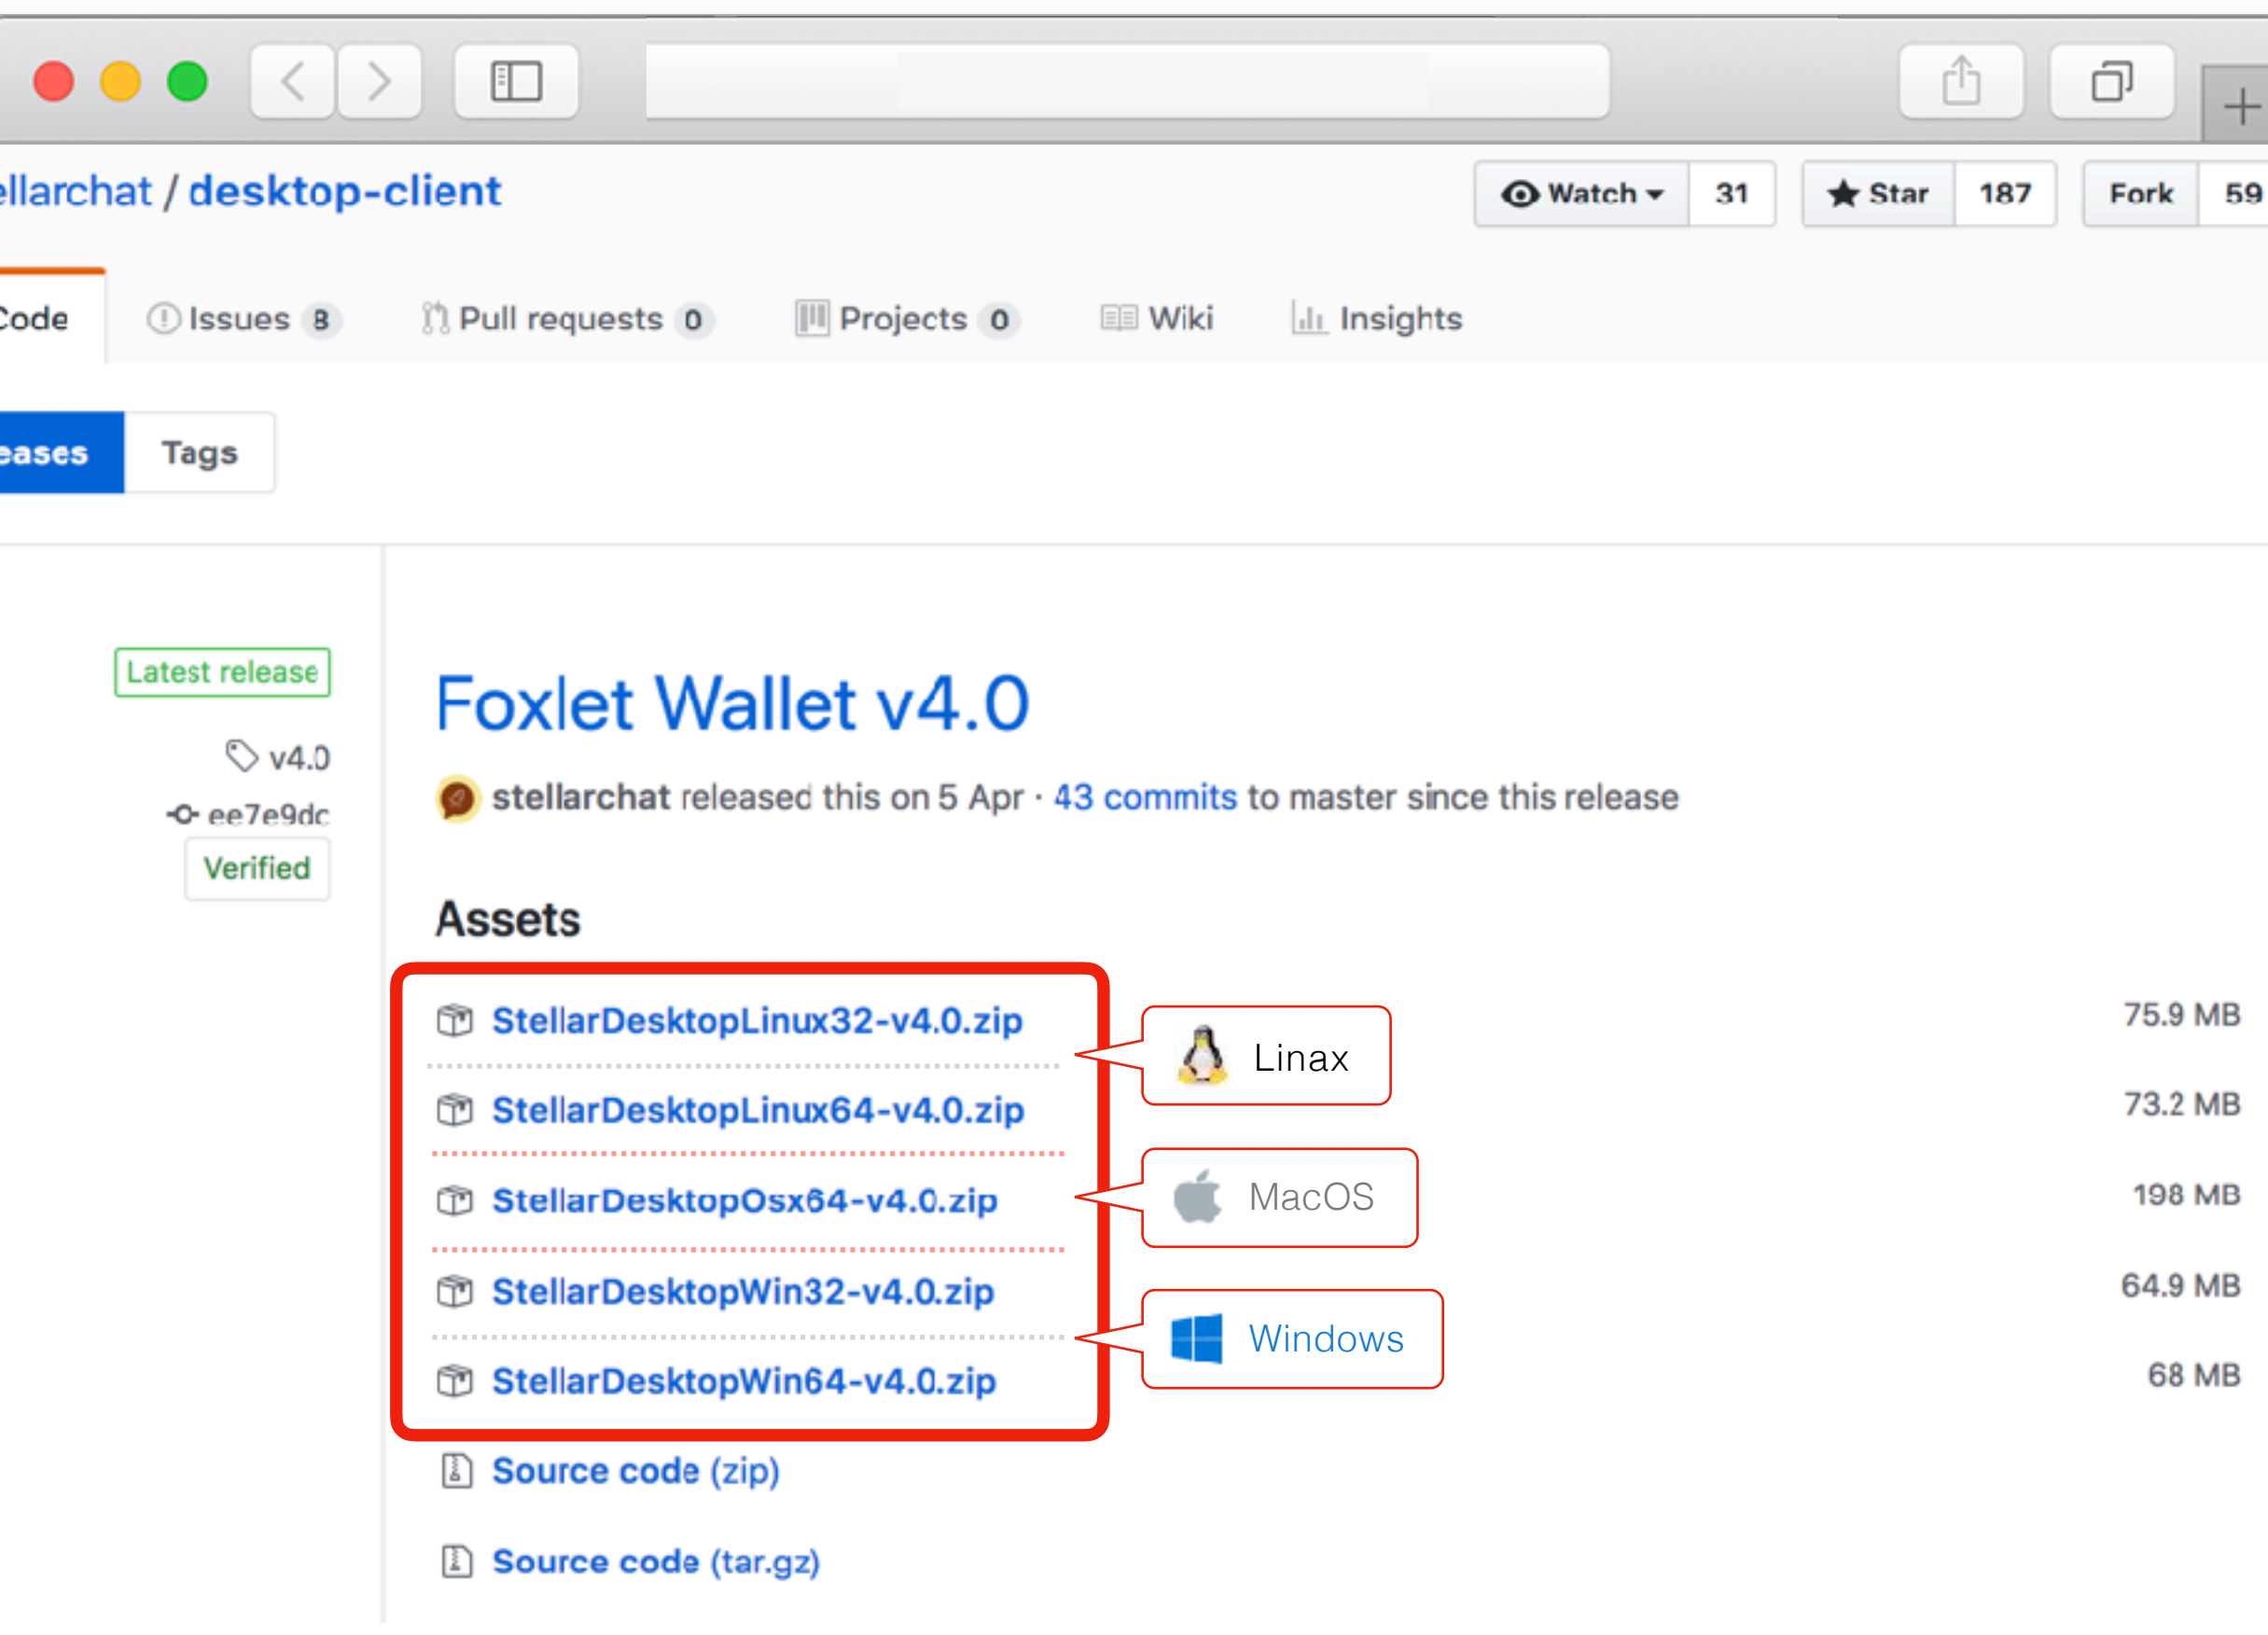 ellarchat / desktop-client
Watch 31 Star 187 Fork 59
Code Issues 8 Pull requests 0 Projects 0 Wiki Insights
eases Tags
Latest release
v4.0
ee7e9dc
Verified
Foxlet Wallet v4.0
stellarchat released this on 5 Apr · 43 commits to master since this release
Assets
StellarDesktopLinux32-v4.0.zip 75.9 MB
Linax
StellarDesktopLinux64-v4.0.zip 73.2 MB
StellarDesktopOsx64-v4.0.zip 198 MB
MacOS
StellarDesktopWin32-v4.0.zip 64.9 MB
Windows
StellarDesktopWin64-v4.0.zip 68 MB
Source code (zip)
Source code (tar.gz)